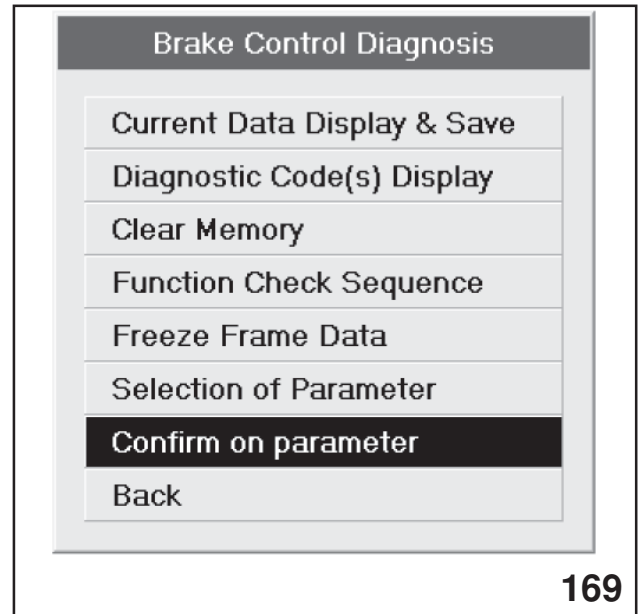 Brake Control Diagnosis
Current Data Display & Save
Diagnostic Code(s) Display
Clear Memory
Function Check Sequence
Freeze Frame Data
Selection of Parameter
Confirm on parameter
Back
169